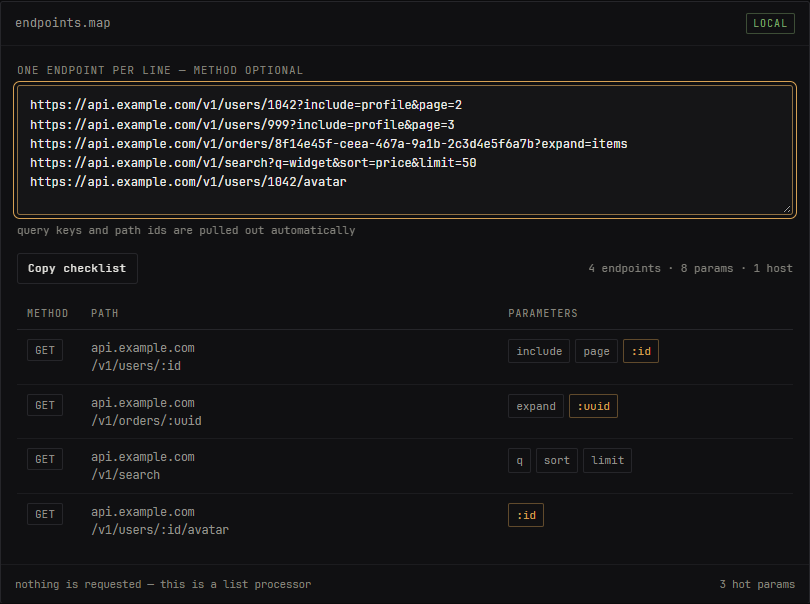 endpoints.map
LOCAL
ONE ENDPOINT PER LINE — METHOD OPTIONAL
https://api.example.com/v1/users/1042?include=profile&page=2
https://api.example.com/v1/users/999?include=profile&page=3
https://api.example.com/v1/orders/8f14e45f-ceea-467a-9a1b-2c3d4e5f6a7b?expand=items
https://api.example.com/v1/search?q=widget&sort=price&limit=50
https://api.example.com/v1/users/1042/avatar
query keys and path ids are pulled out automatically
Copy checklist
4 endpoints · 8 params · 1 host
METHOD PATH PARAMETERS
GET api.example.com
/v1/users/:id
include page :id
GET api.example.com
/v1/orders/:uuid
expand :uuid
GET api.example.com
/v1/search
q sort limit
GET api.example.com
/v1/users/:id/avatar
:id
nothing is requested — this is a list processor
3 hot params